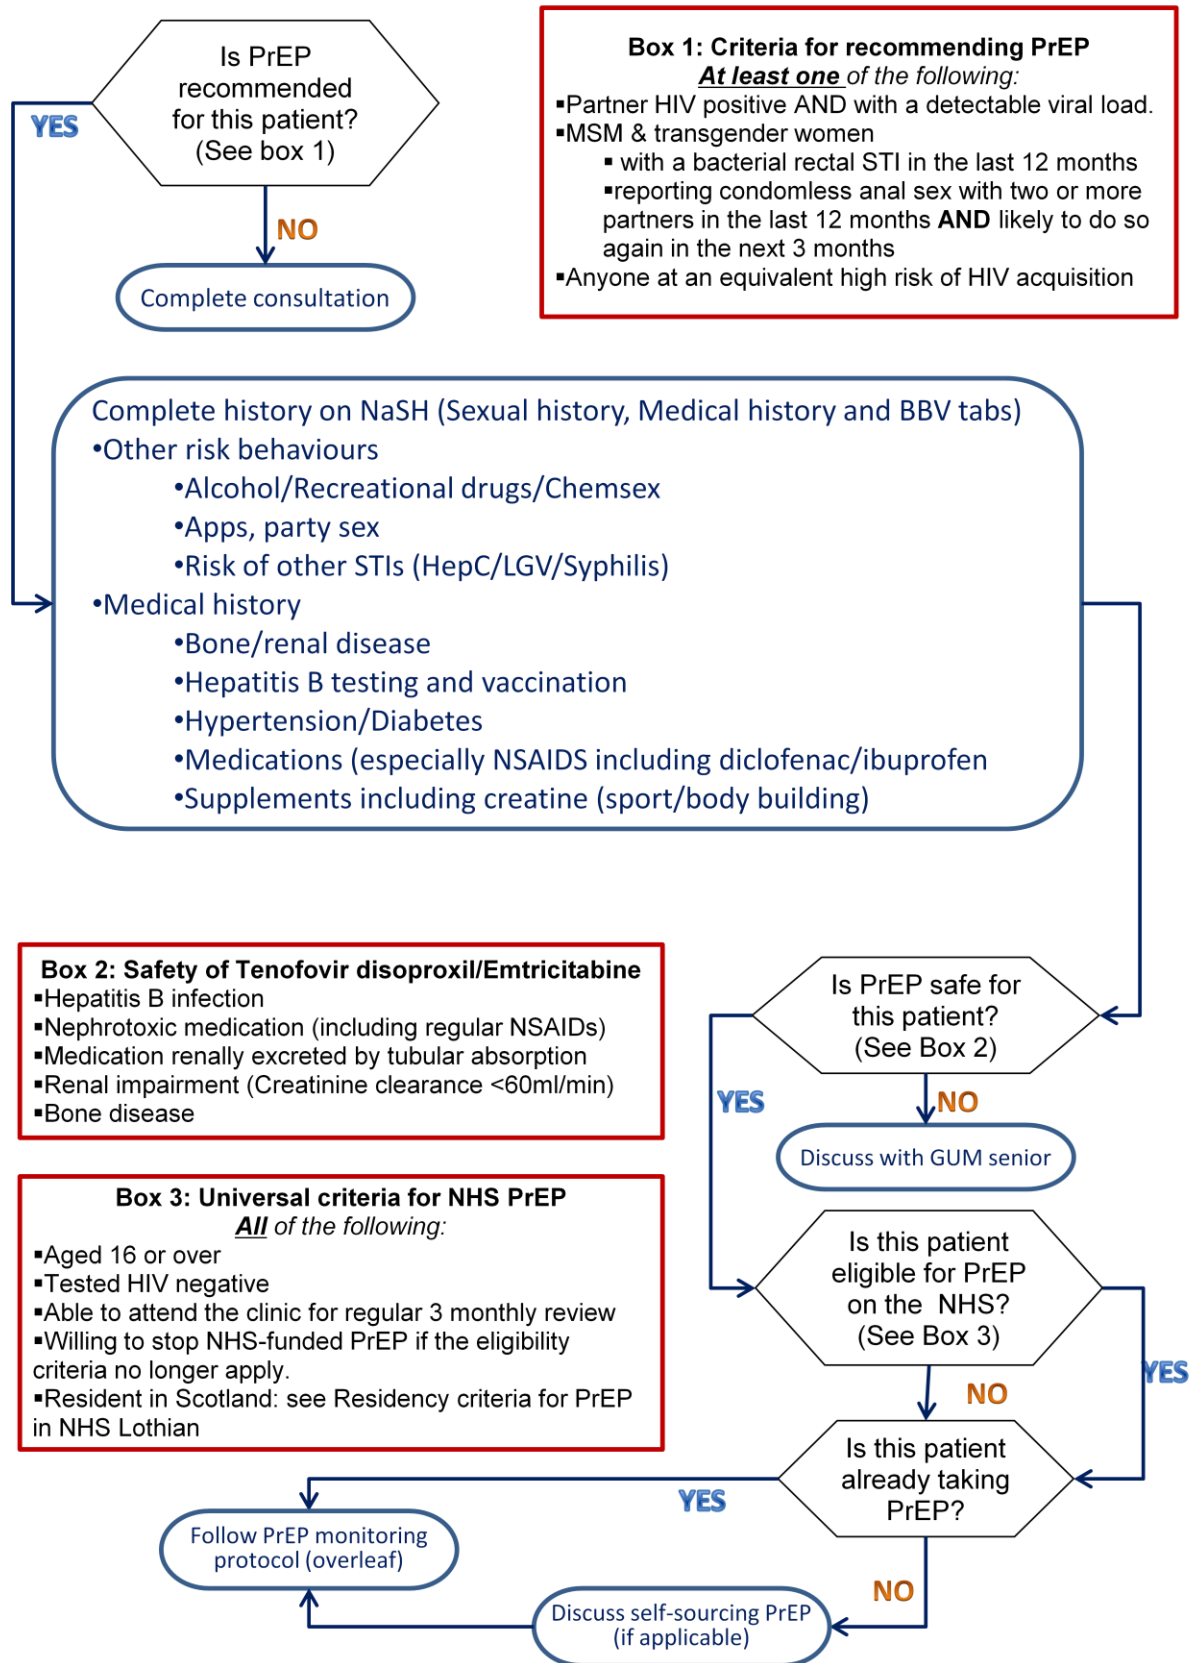 Is PrEP
recommended
for this patient?
(See box 1)
YES
NO
Complete consultation
Box 1: Criteria for recommending PrEP
At least one of the following:
▪Partner HIV positive AND with a detectable viral load.
▪MSM & transgender women
▪ with a bacterial rectal STI in the last 12 months
▪reporting condomless anal sex with two or more
partners in the last 12 months AND likely to do so
again in the next 3 months
▪Anyone at an equivalent high risk of HIV acquisition
Complete history on NaSH (Sexual history, Medical history and BBV tabs)
•Other risk behaviours
•Alcohol/Recreational drugs/Chemsex
•Apps, party sex
•Risk of other STIs (HepC/LGV/Syphilis)
•Medical history
•Bone/renal disease
•Hepatitis B testing and vaccination
•Hypertension/Diabetes
•Medications (especially NSAIDS including diclofenac/ibuprofen
•Supplements including creatine (sport/body building)
Box 2: Safety of Tenofovir disoproxil/Emtricitabine
▪Hepatitis B infection
▪Nephrotoxic medication (including regular NSAIDs)
▪Medication renally excreted by tubular absorption
▪Renal impairment (Creatinine clearance <60ml/min)
▪Bone disease
Is PrEP safe for
this patient?
(See Box 2)
YES
NO
Discuss with GUM senior
Box 3: Universal criteria for NHS PrEP
All of the following:
▪Aged 16 or over
▪Tested HIV negative
▪Able to attend the clinic for regular 3 monthly review
▪Willing to stop NHS-funded PrEP if the eligibility
criteria no longer apply.
▪Resident in Scotland: see Residency criteria for PrEP
in NHS Lothian
Is this patient
eligible for PrEP
on the NHS?
(See Box 3)
YES
NO
Is this patient
already taking
PrEP?
YES
NO
Follow PrEP monitoring
protocol (overleaf)
Discuss self-sourcing PrEP
(if applicable)